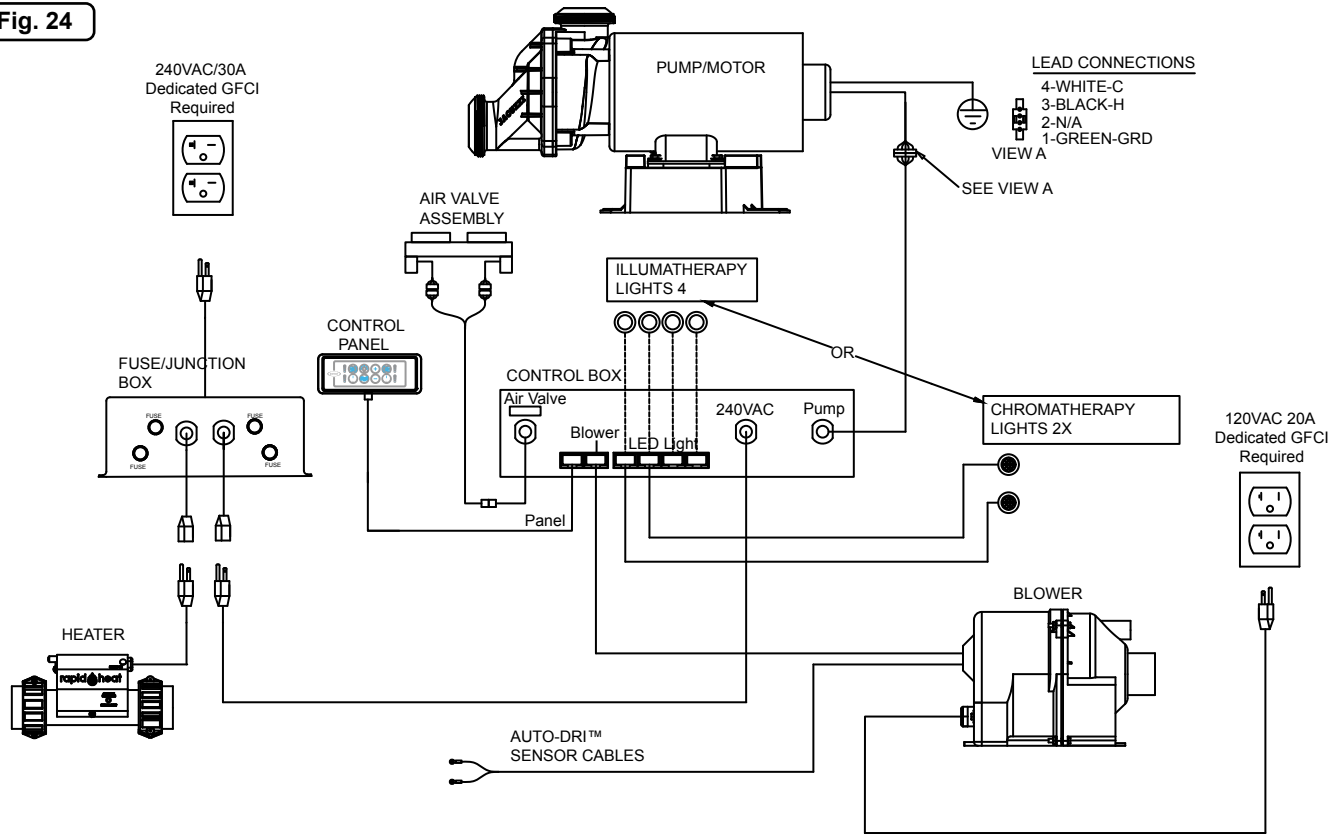 Fig. 24
240VAC/30A
Dedicated GFCI
Required
PUMP/MOTOR
LEAD CONNECTIONS
4-WHITE-C
3-BLACK-H
2-N/A
1-GREEN-GRD
VIEW A
SEE VIEW A
AIR VALVE
ASSEMBLY
ILLUMATHERAPY
LIGHTS 4
OR
CONTROL
PANEL
FUSE/JUNCTION
BOX
FUSE
FUSE
FUSE
FUSE
CONTROL BOX
Air Valve
Blower
LED Light
240VAC
Pump
Panel
CHROMATHERAPY
LIGHTS 2X
120VAC 20A
Dedicated GFCI
Required
HEATER
rapid heat
BLOWER
AUTO-DRI™
SENSOR CABLES